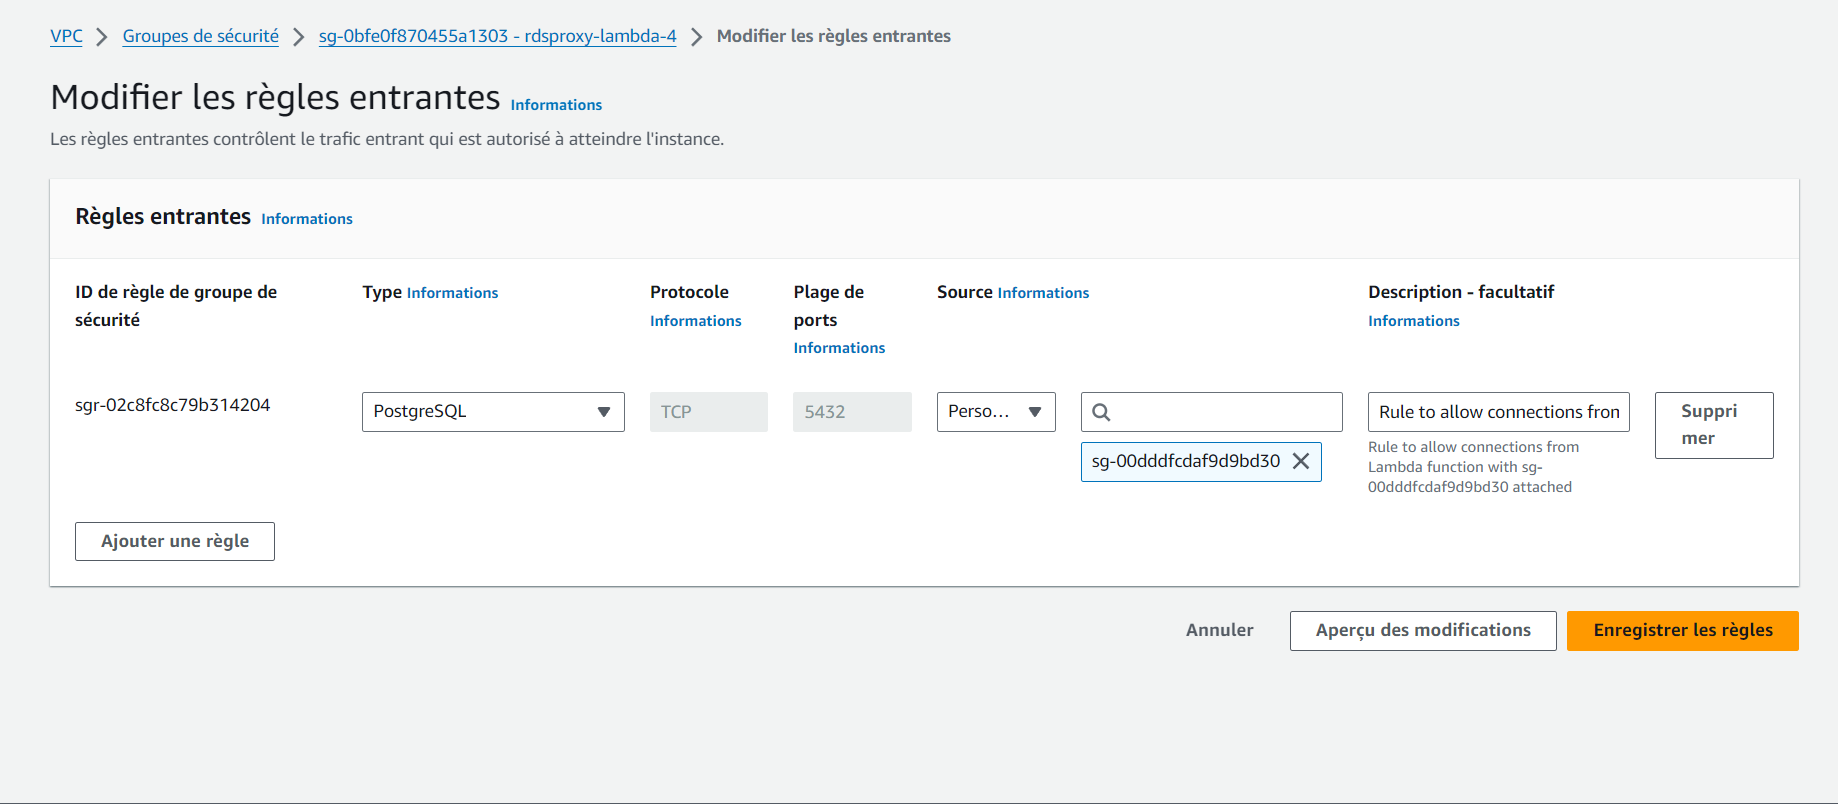 VPC > Groupes de sécurité > sg-0bfe0f870455a1303 - rdsproxy-lambda-4 > Modifier les règles entrantes
Modifier les règles entrantes Informations
Les règles entrantes contrôlent le trafic entrant qui est autorisé à atteindre l'instance.
Règles entrantes Informations
ID de règle de groupe de
sécurité
Type Informations
Protocole
Informations
Plage de
ports
Informations
Source Informations
Description - facultatif
Informations
sgr-02c8fc8c79b314204
PostgreSQL
TCP
5432
Perso...
sg-00dddfcdaf9d9bd30
Rule to allow connections from
Rule to allow connections from
Lambda function with sg-
00dddfcdaf9d9bd30 attached
Suppri
mer
Ajouter une règle
Annuler
Aperçu des modifications
Enregistrer les règles